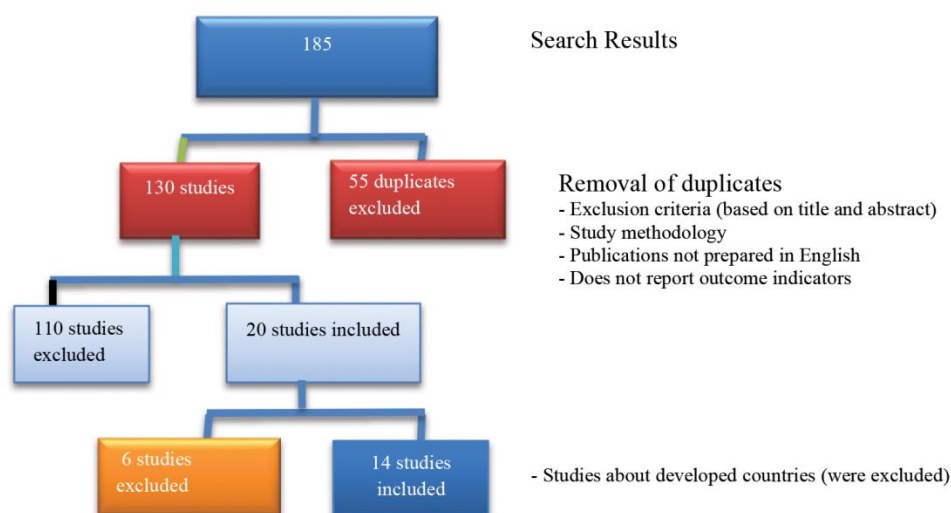 185
Search Results
130 studies
55 duplicates
excluded
Removal of duplicates
- Exclusion criteria (based on title and abstract)
- Study methodology
- Publications not prepared in English
- Does not report outcome indicators
110 studies
excluded
20 studies included
6 studies
excluded
14 studies
included
- Studies about developed countries (were excluded)